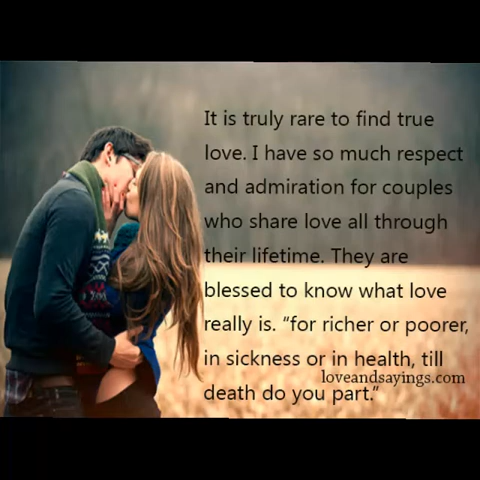 It is truly rare to find true
love. I have so much respect
and admiration for couples
who share love all through
their lifetime. They are
blessed to know what love
really is. “for richer or poorer,
in sickness or in health, till
loveandsayings.com
death do you part.”